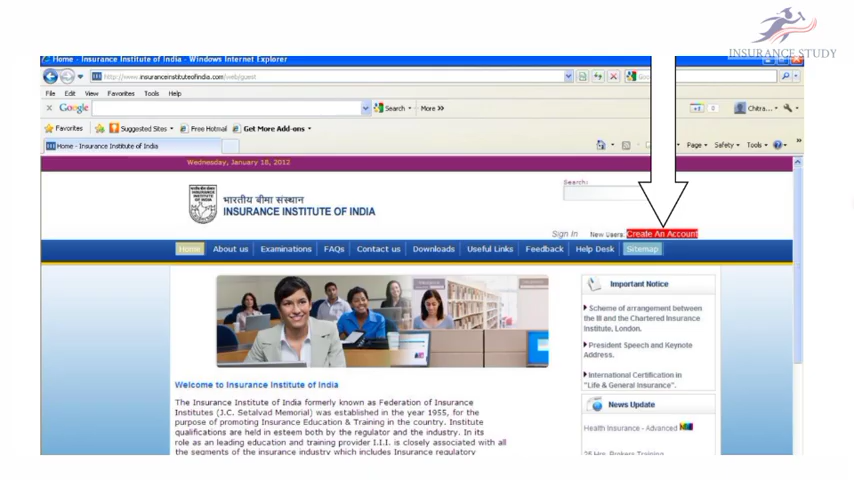 INSURANCE STUDY
Home - Insurance Institute of India - Windows Internet Explorer
http://www.insuranceinstituteofindia.com/web/guest
File Edit View Favorites Tools Help
x Google Search More >>
Chitra...
Favorites Suggested Sites Free Hotmail Get More Add-ons
Home - Insurance Institute of India
Page Safety Tools
Wednesday, January 18, 2012
Search:
भारतीय बीमा संस्थान
INSURANCE INSTITUTE OF INDIA
Sign In New Users: Create An Account
Home About us Examinations FAQs Contact us Downloads Useful Links Feedback Help Desk Sitemap
Important Notice
Scheme of arrangement between
the III and the Chartered Insurance
Institute, London.
President Speech and Keynote
Address.
International Certification in
"Life & General Insurance".
News Update
Health Insurance - Advanced
Welcome to Insurance Institute of India
The Insurance Institute of India formerly known as Federation of Insurance
Institutes (J.C. Setalvad Memorial) was established in the year 1955, for the
purpose of promoting Insurance Education & Training in the country. Institute
qualifications are held in esteem both by the regulator and the industry. In its
role as an leading education and training provider I.I.I. is closely associated with all
the segments of the insurance industry which includes Insurance regulatory